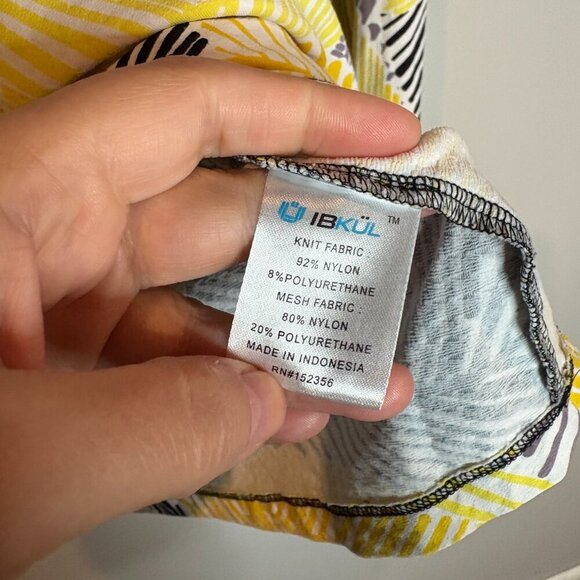 IBKÜL ™
KNIT FABRIC
92% NYLON
8%POLYURETHANE
MESH FABRIC :
80% NYLON
20% POLYURETHANE
MADE IN INDONESIA
RN#152356